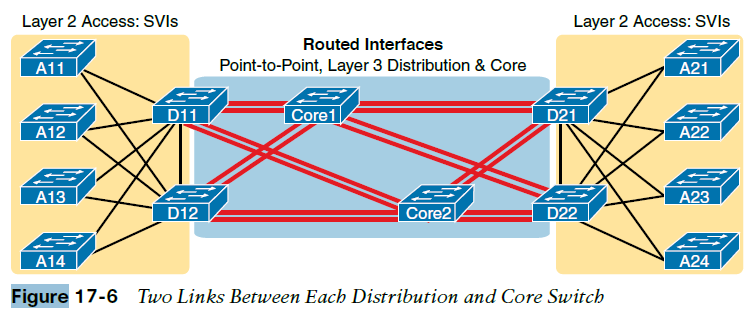 Layer 2 Access: SVIs
Layer 2 Access: SVIs
Routed Interfaces
Point-to-Point, Layer 3 Distribution & Core
A11
A21
D11
Core1
D21
A12
A22
A13
A23
D12
Core2
D22
A14
A24
Figure 17-6 Two Links Between Each Distribution and Core Switch